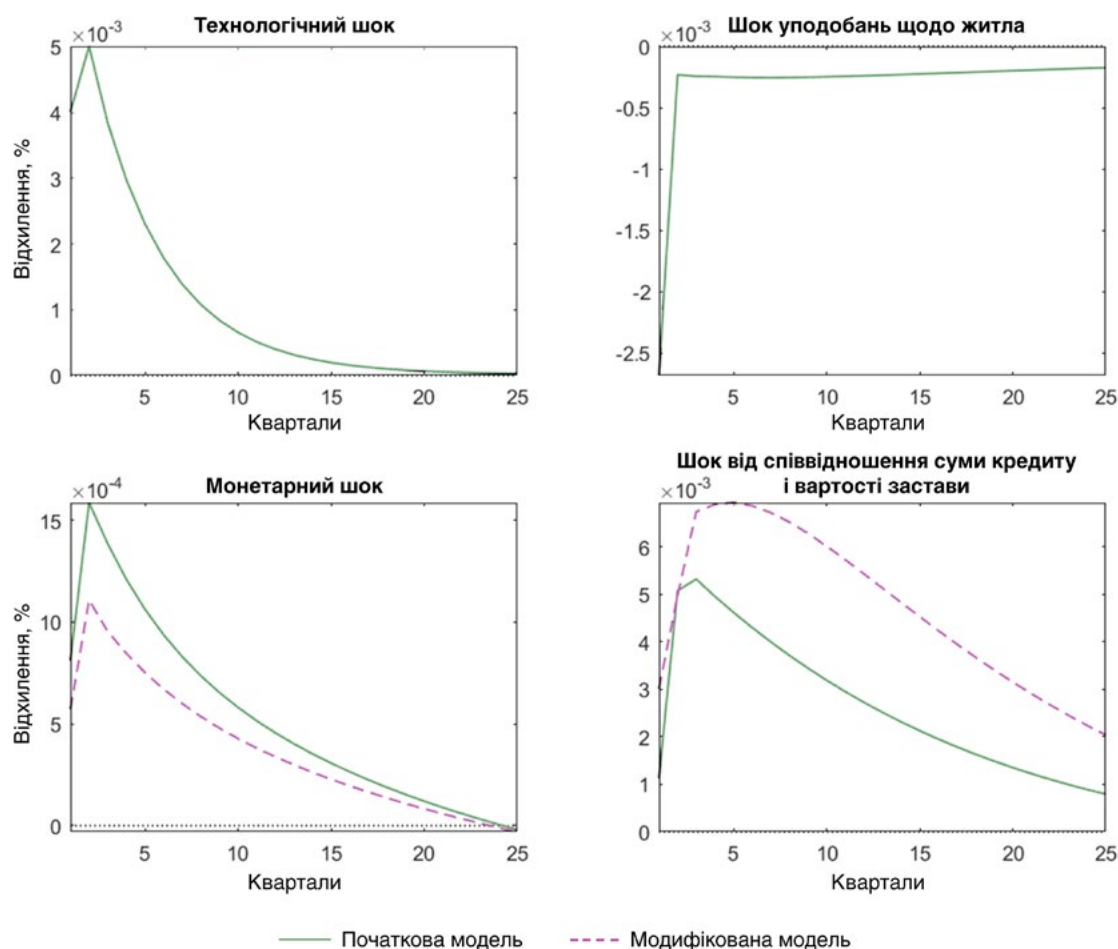 Технологічний шок
×10⁻³
5
4
3
2
1
0
Відхилення, %
5 10 15 20 25
Квартали
Шок уподобань щодо житла
×10⁻³
0
-0.5
-1
-1.5
-2
-2.5
5 10 15 20 25
Квартали
Монетарний шок
×10⁻⁴
15
10
5
0
Відхилення, %
5 10 15 20 25
Квартали
Шок від співвідношення суми кредиту
і вартості застави
×10⁻³
6
5
4
3
2
1
0
5 10 15 20 25
Квартали
Початкова модель Модифікована модель